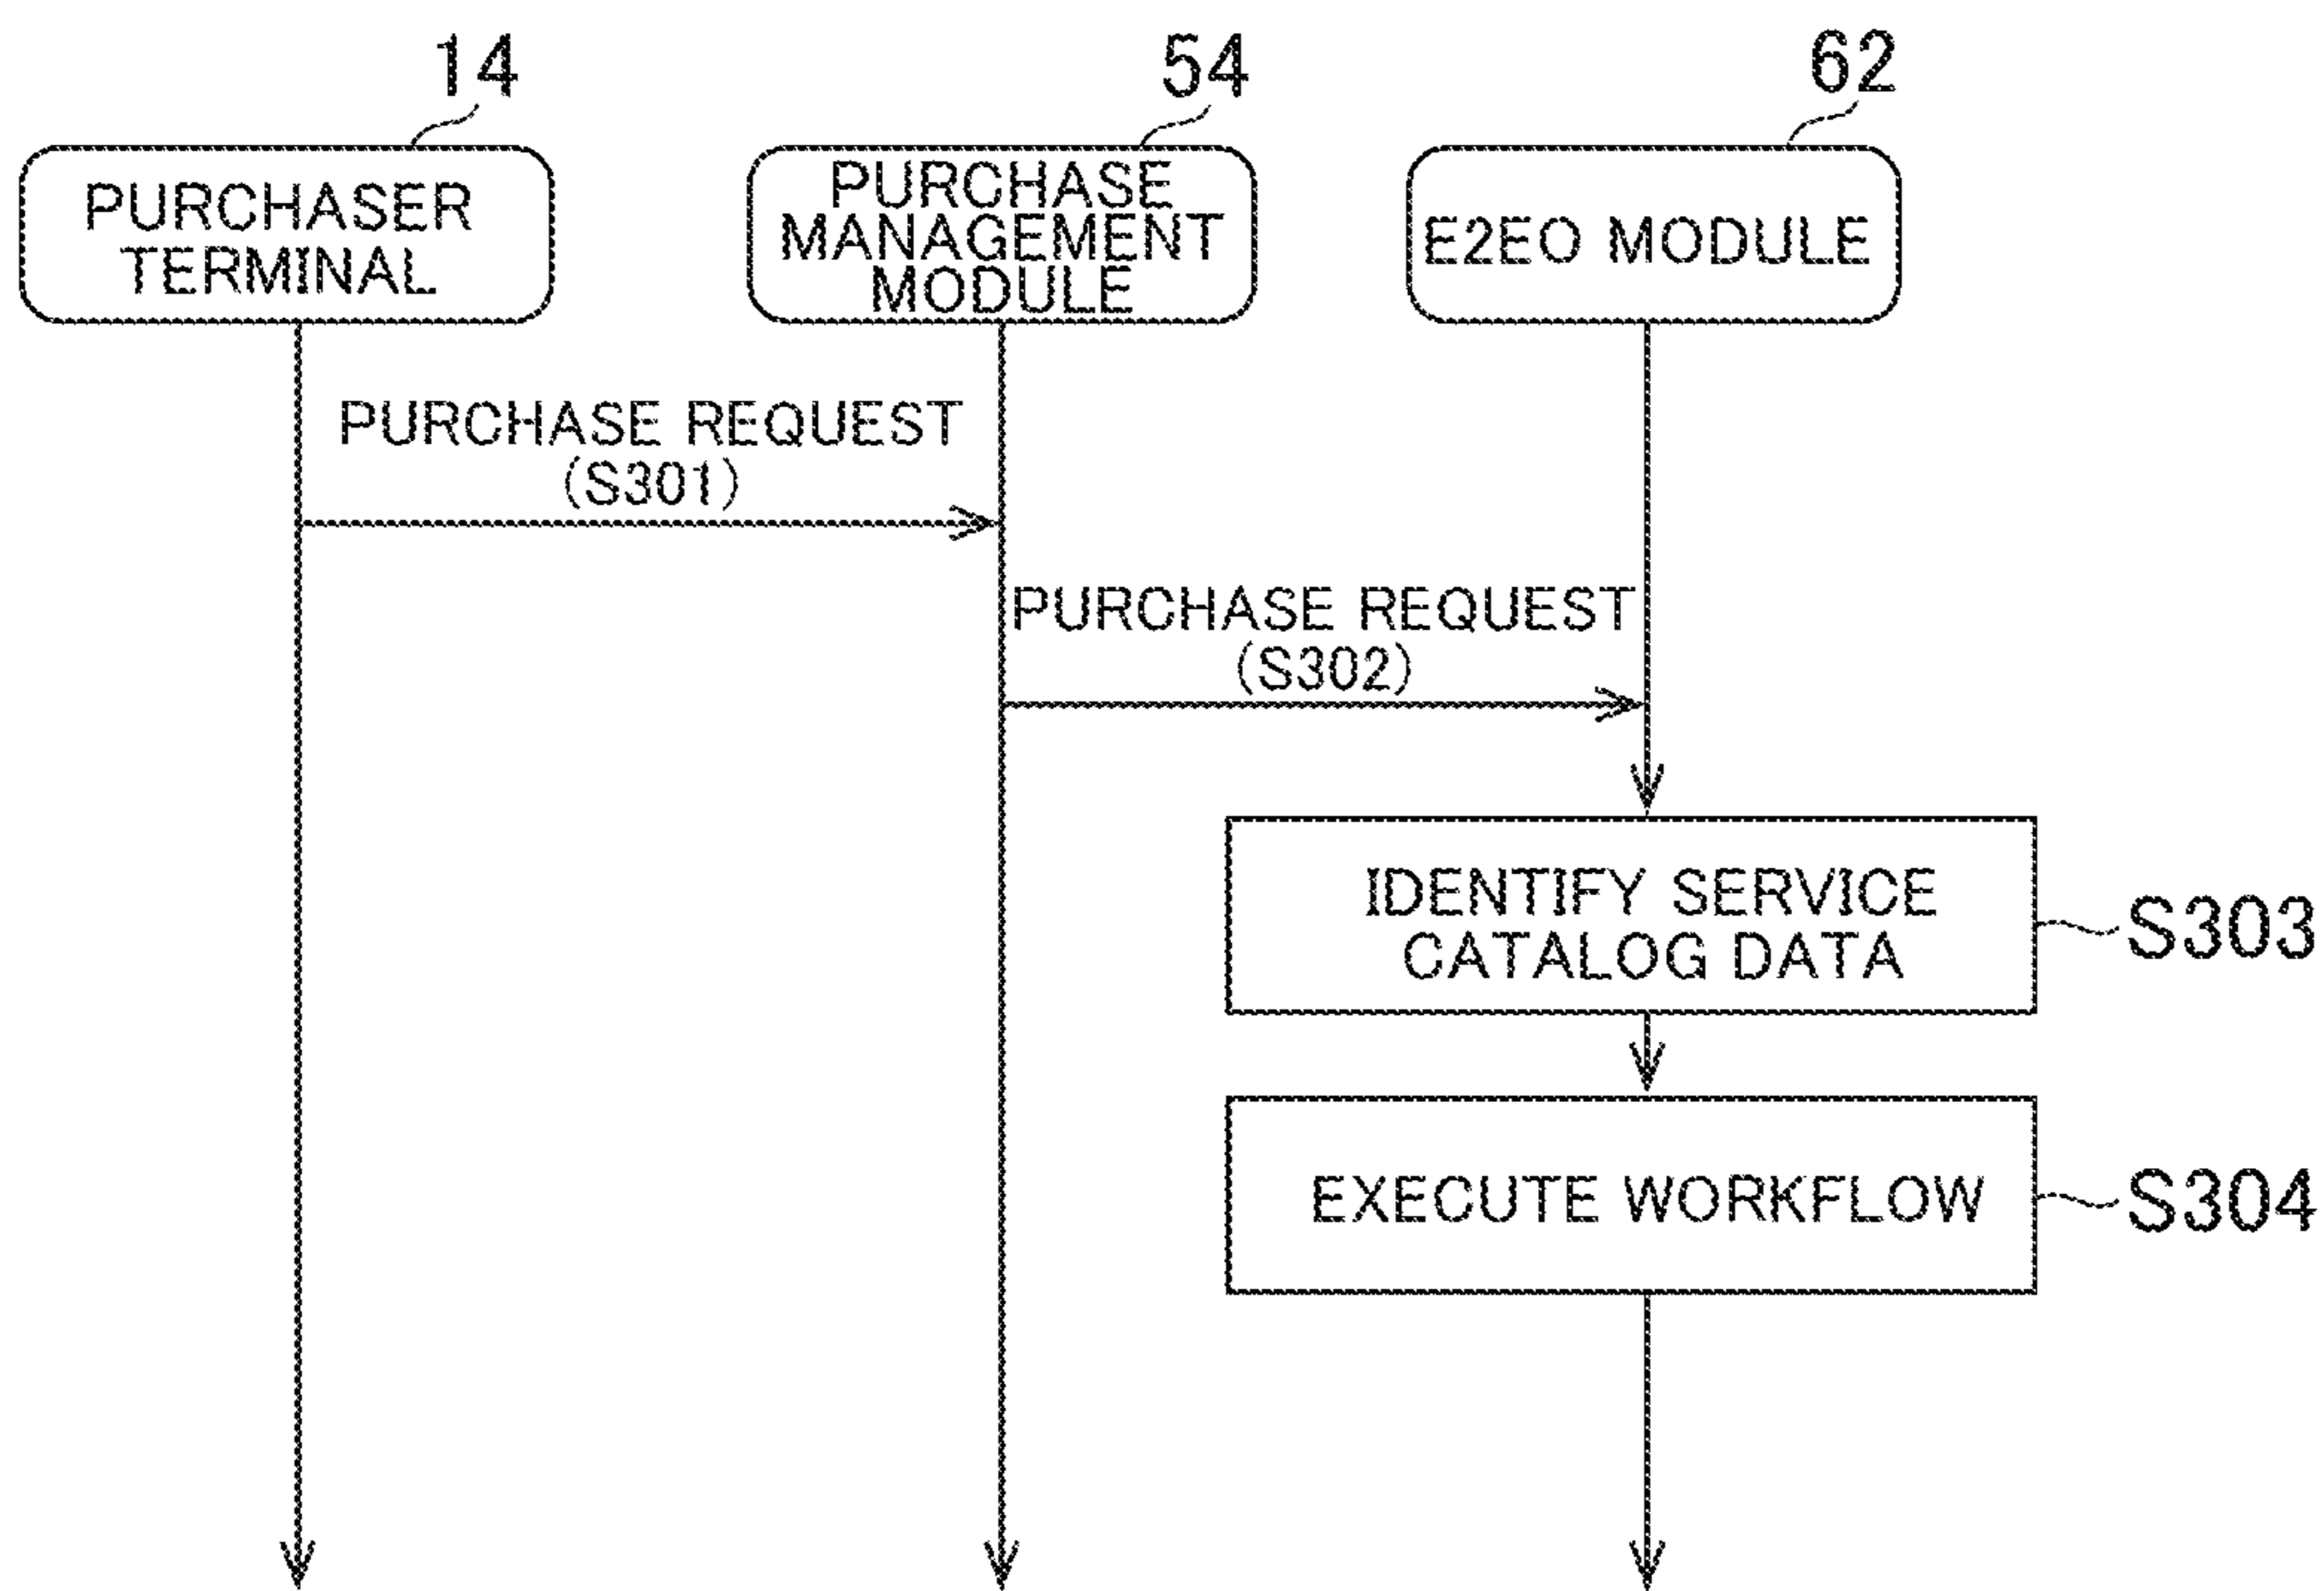 14
54
62
PURCHASER
TERMINAL
PURCHASE
MANAGEMENT
MODULE
E2EO MODULE
PURCHASE REQUEST
(S301)
PURCHASE REQUEST
(S302)
IDENTIFY SERVICE
CATALOG DATA
S303
EXECUTE WORKFLOW
S304